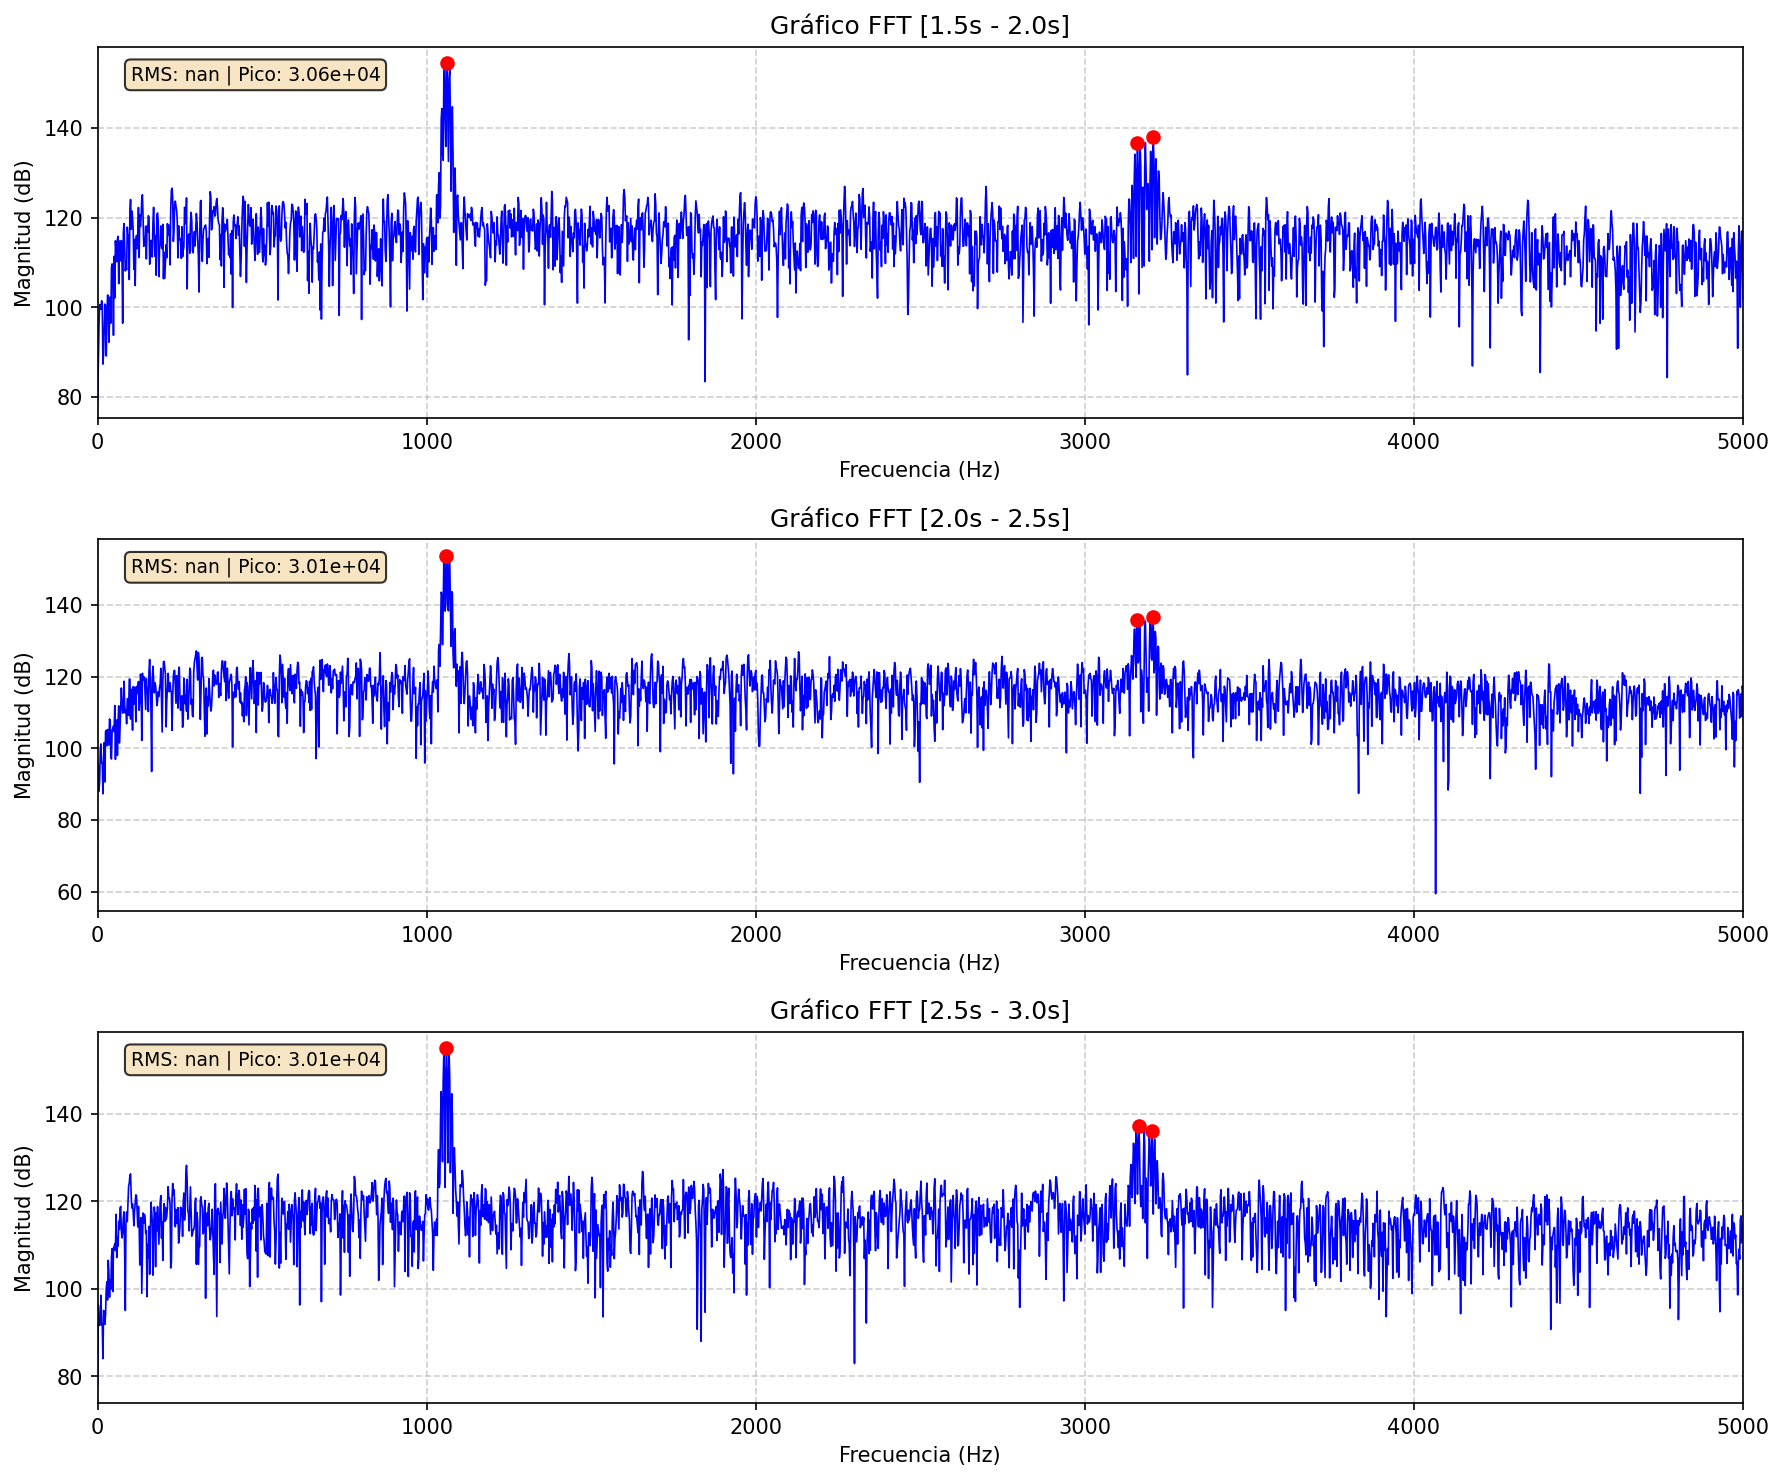 Gráfico FFT [1.5s - 2.0s]
RMS: nan | Pico: 3.06e+04
Magnitud (dB)
140
120
100
80
0 1000 2000 3000 4000 5000
Frecuencia (Hz)
Gráfico FFT [2.0s - 2.5s]
RMS: nan | Pico: 3.01e+04
Magnitud (dB)
140
120
100
80
60
0 1000 2000 3000 4000 5000
Frecuencia (Hz)
Gráfico FFT [2.5s - 3.0s]
RMS: nan | Pico: 3.01e+04
Magnitud (dB)
140
120
100
80
0 1000 2000 3000 4000 5000
Frecuencia (Hz)